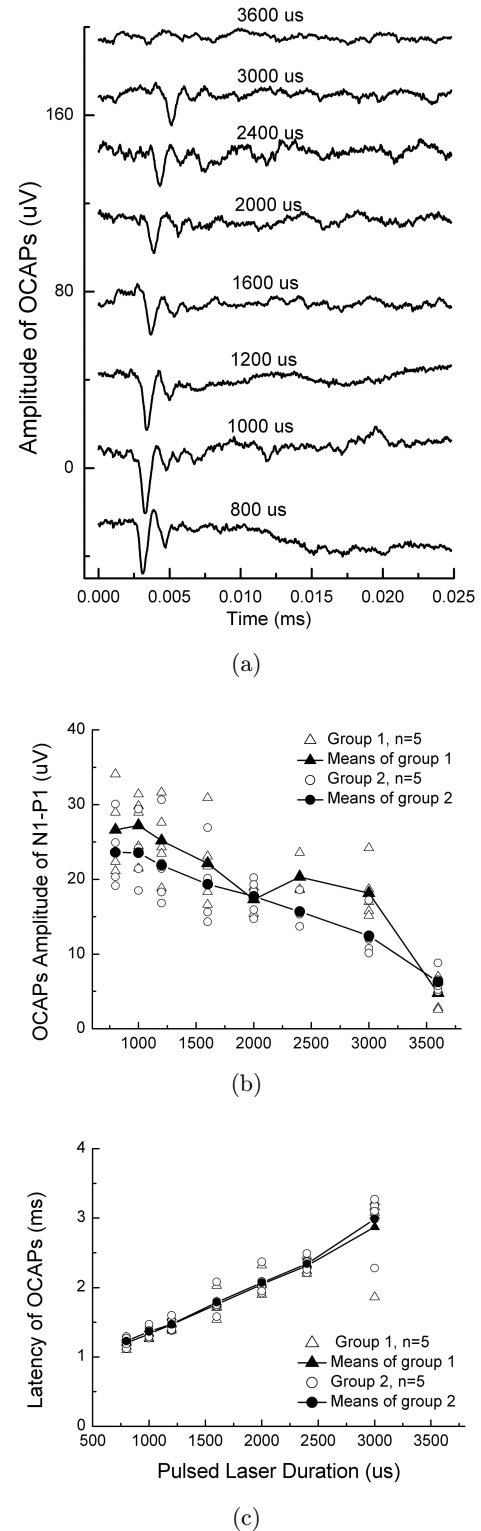 3600 us
3000 us
160
2400 us
2000 us
80
1600 us
1200 us
1000 us
0
800 us
Amplitude of OCAPs (uV)
0.000 0.005 0.010 0.015 0.020 0.025
Time (ms)
(a)
40
30
20
10
0
OCAPs Amplitude of N1-P1 (uV)
Group 1, n=5
Means of group 1
Group 2, n=5
Means of group 2
1000 1500 2000 2500 3000 3500
(b)
4
3
2
1
0
Latency of OCAPs (ms)
Group 1, n=5
Means of group 1
Group 2, n=5
Means of group 2
500 1000 1500 2000 2500 3000 3500
Pulsed Laser Duration (us)
(c)